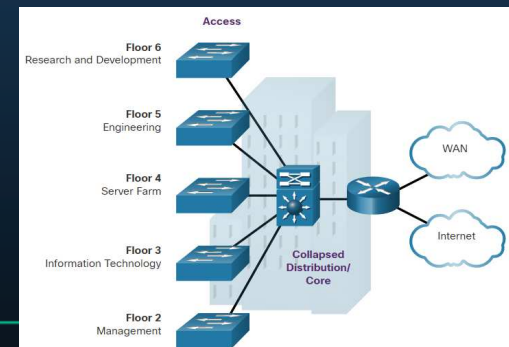 Access
Floor 6
Research and Development
Floor 5
Engineering
Floor 4
Server Farm
Floor 3
Information Technology
Floor 2
Management
Collapsed
Distribution/
Core
WAN
Internet